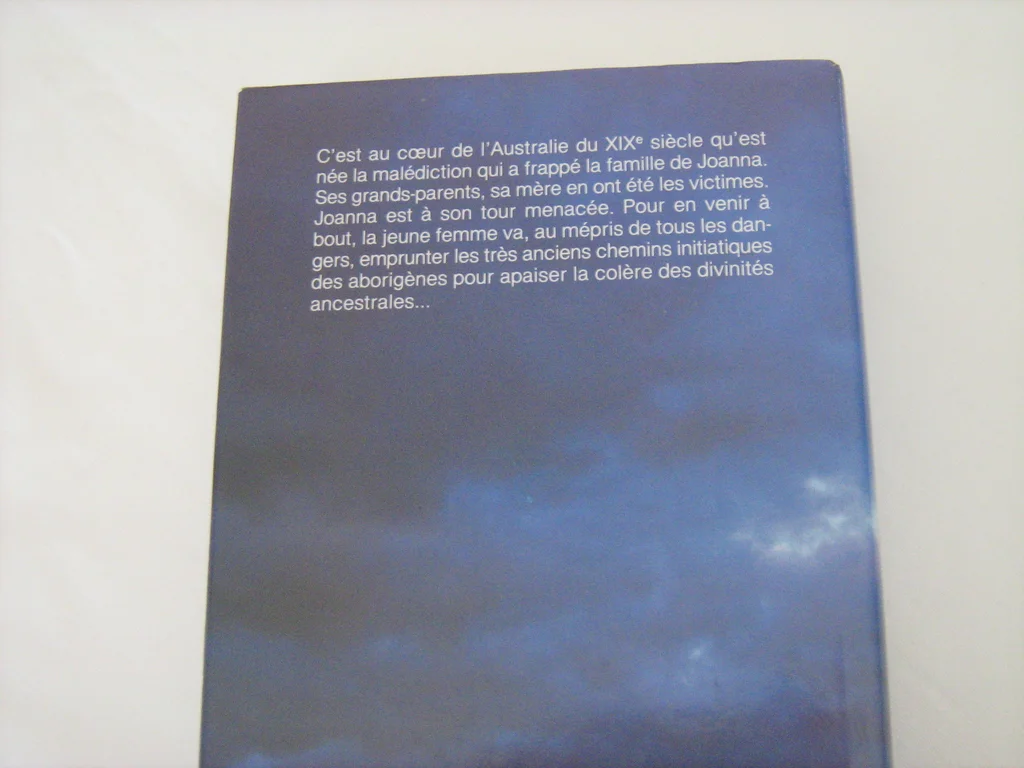 C'est au cœur de l'Australie du XIXe siècle qu'est
née la malédiction qui a frappé la famille de Joanna.
Ses grands-parents, sa mère en ont été les victimes.
Joanna est à son tour menacée. Pour en venir à
bout, la jeune femme va, au mépris de tous les dan-
gers, emprunter les très anciens chemins initiatiques
des aborigènes pour apaiser la colère des divinités
ancestrales...